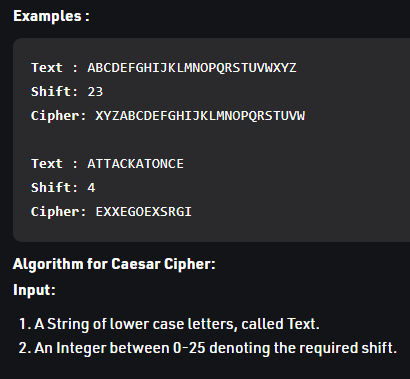 Examples :
Text : ABCDEFGHIJKLMNOPQRSTUVWXYZ
Shift: 23
Cipher: XYZABCDEFGHIJKLMNOPQRSTUVW
Text : ATTACKATONCE
Shift: 4
Cipher: EXXEGOEXSRGI
Algorithm for Caesar Cipher:
Input:
1. A String of lower case letters, called Text.
2. An Integer between 0-25 denoting the required shift.